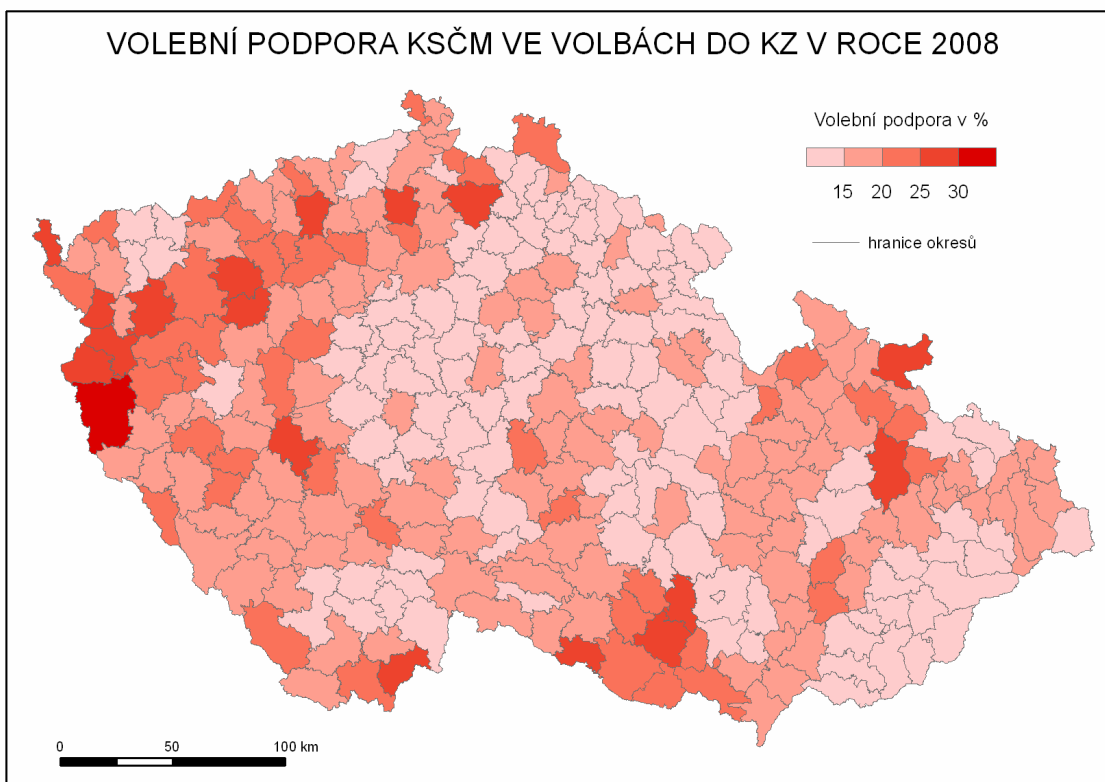 VOLEBNÍ PODPORA KSČM VE VOLBÁCH DO KZ V ROCE 2008
Volební podpora v %
15 20 25 30
hranice okresů
0 50 100 km